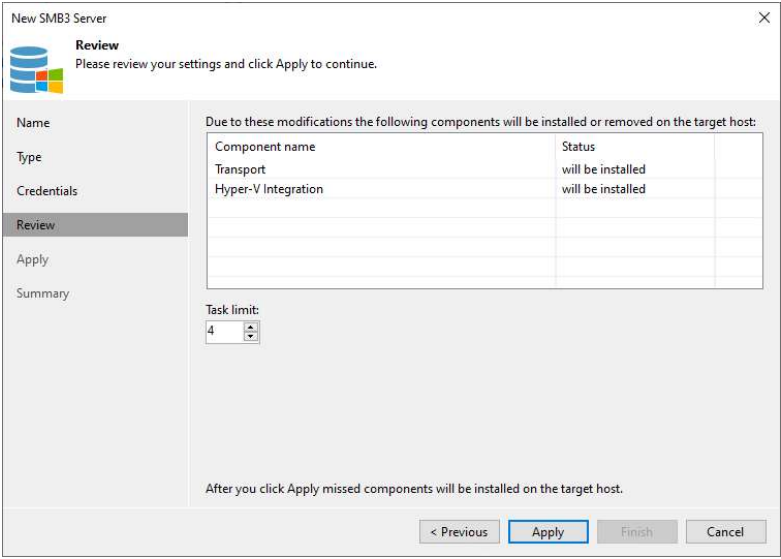 New SMB3 Server
Review
Please review your settings and click Apply to continue.
Name
Type
Credentials
Review
Apply
Summary
Due to these modifications the following components will be installed or removed on the target host:
Component name Status
Transport will be installed
Hyper-V Integration will be installed
Task limit:
4
After you click Apply missed components will be installed on the target host.
< Previous Apply Finish Cancel